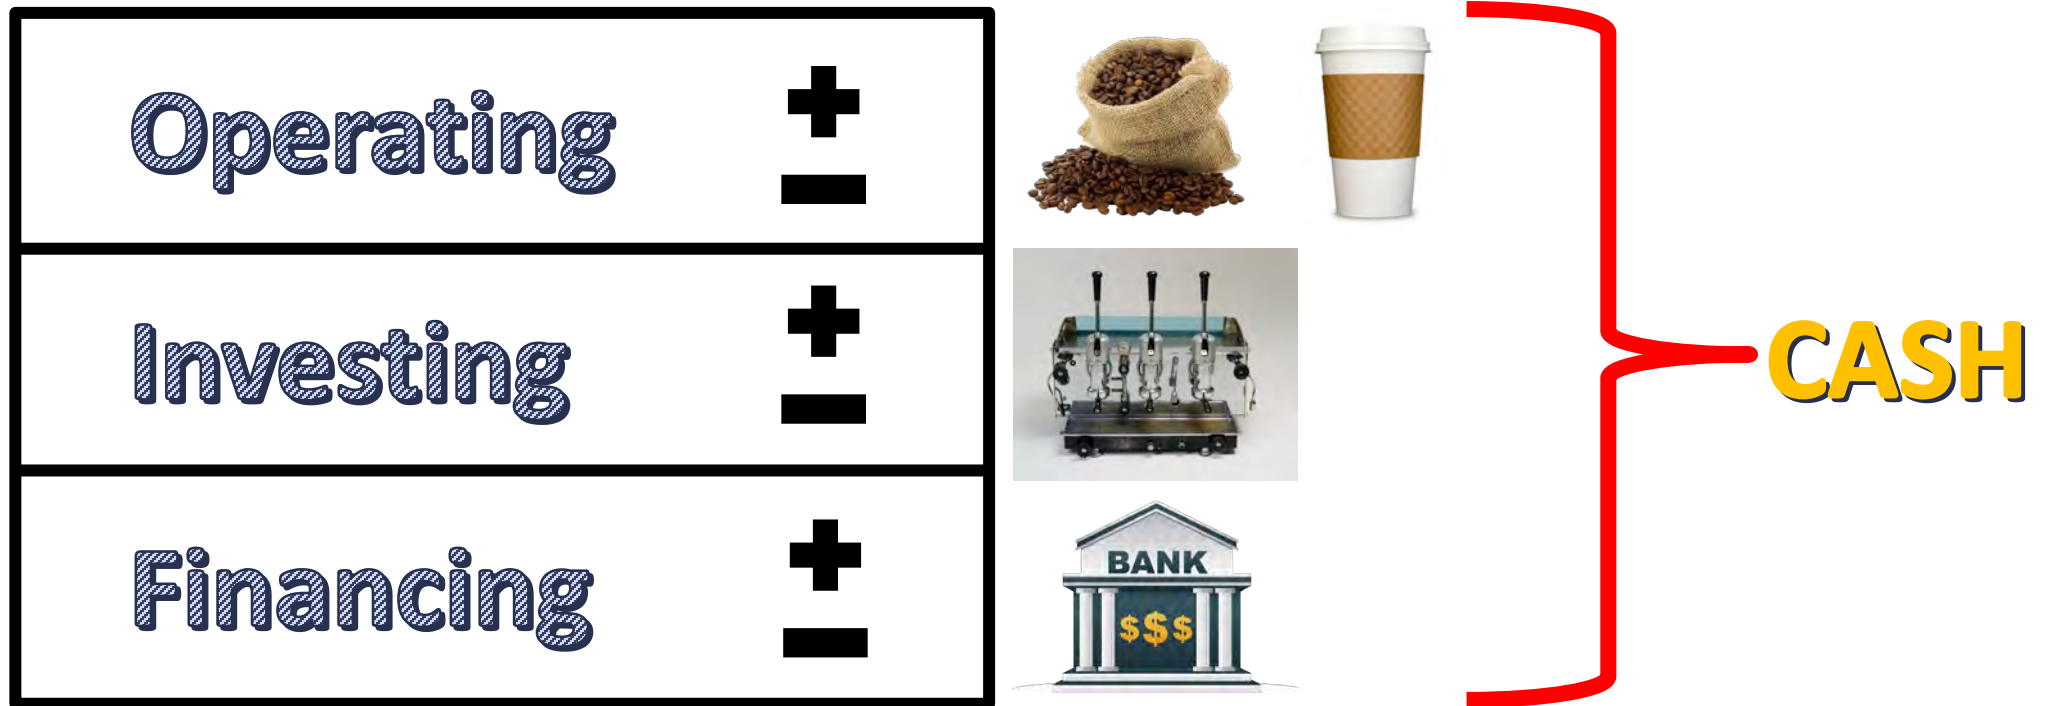 Operating
+
-
Investing
+
-
Financing
+
-
BANK
$$$
CASH